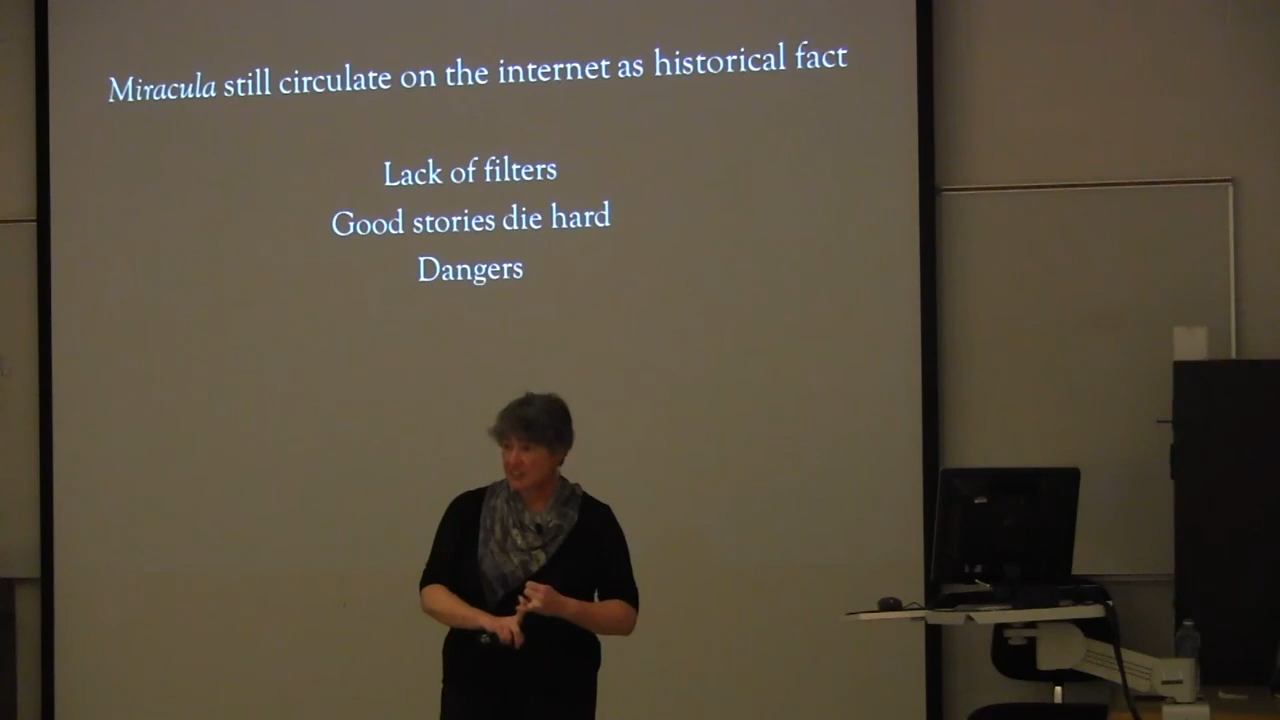 Miracula still circulate on the internet as historical fact
Lack of filters
Good stories die hard
Dangers